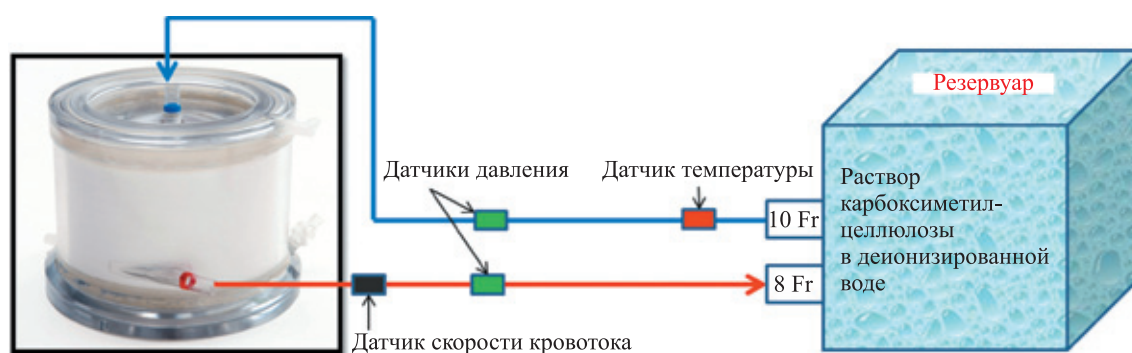 Резервуар
Датчики давления
Датчик температуры
Раствор
карбоксиметил-
целлюлозы
в деионизированной
воде
10 Fr
8 Fr
Датчик скорости кровотока